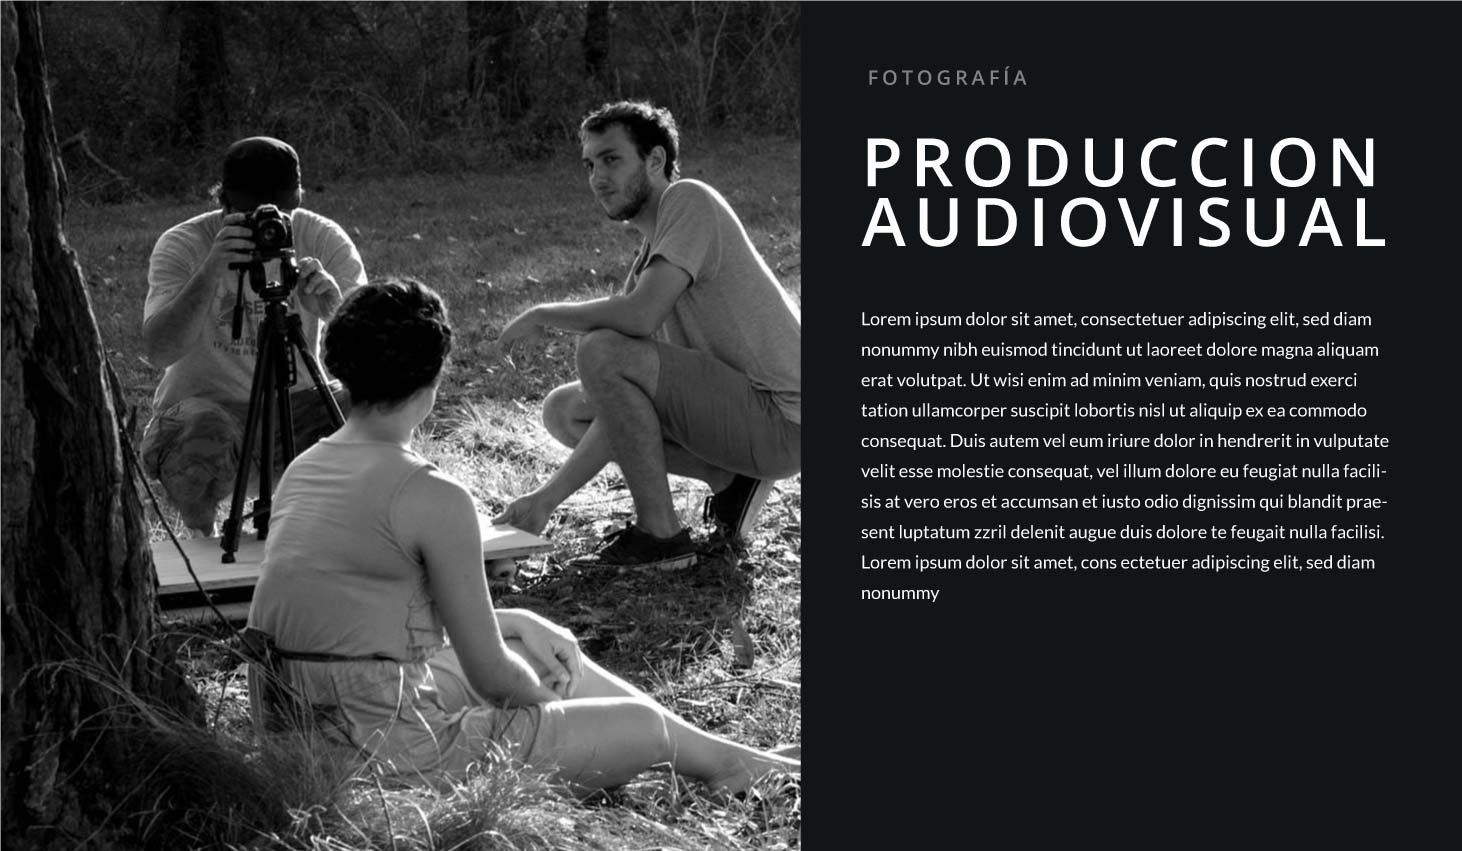 FOTOGRAFÍA
PRODUCCION
AUDIOVISUAL
Lorem ipsum dolor sit amet, consectetuer adipiscing elit, sed diam
nonummy nibh euismod tincidunt ut laoreet dolore magna aliquam
erat volutpat. Ut wisi enim ad minim veniam, quis nostrud exerci
tation ullamcorper suscipit lobortis nisl ut aliquip ex ea commodo
consequat. Duis autem vel eum iriure dolor in hendrerit in vulputate
velit esse molestie consequat, vel illum dolore eu feugiat nulla facili-
sis at vero eros et accumsan et iusto odio dignissim qui blandit prae-
sent luptatum zzril delenit augue duis dolore te feugait nulla facilisi.
Lorem ipsum dolor sit amet, cons ectetuer adipiscing elit, sed diam
nonummy